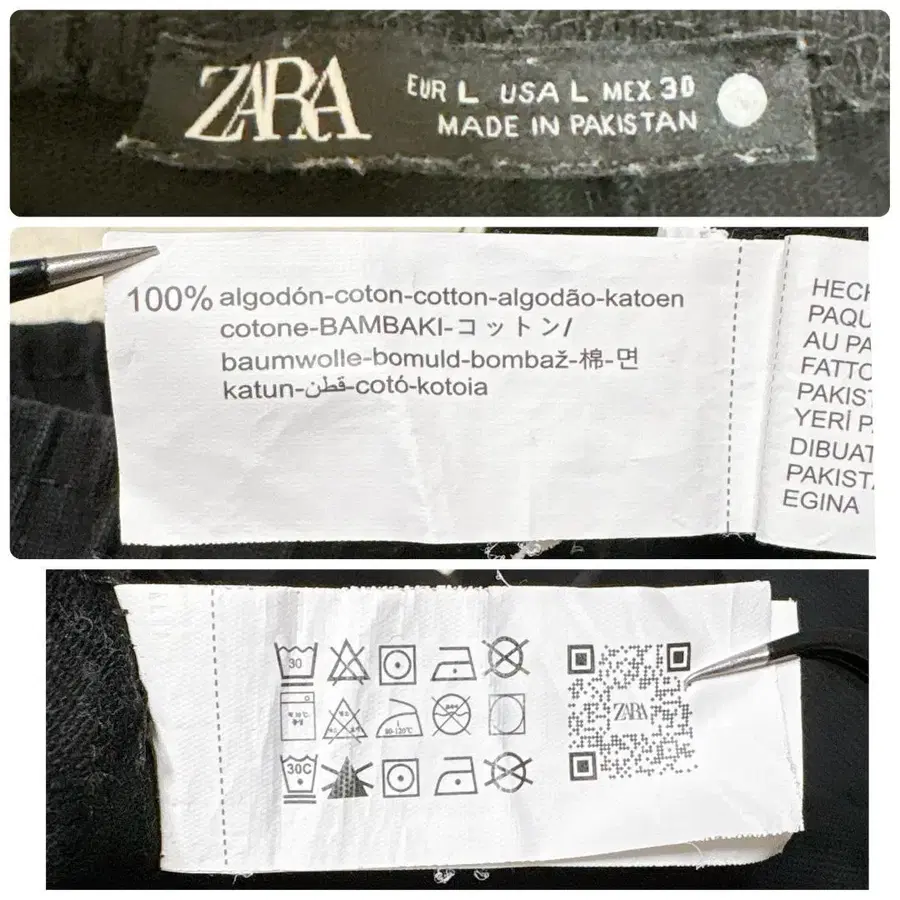 ZARA
EUR L USA L MEX 30
MADE IN PAKISTAN
100% algodón-coton-cotton-algodão-katoen
cotone-BAMBAKI-コットン/
baumwolle-bomuld-bombaž-棉-면
katun-قطن-cotó-kotoia
HECH
PAQU
AU PA
FATTO
PAKIST
YERİ P
DIBUAT
PAKISTA
EGINA
30
80-120°C
30C
ZARA